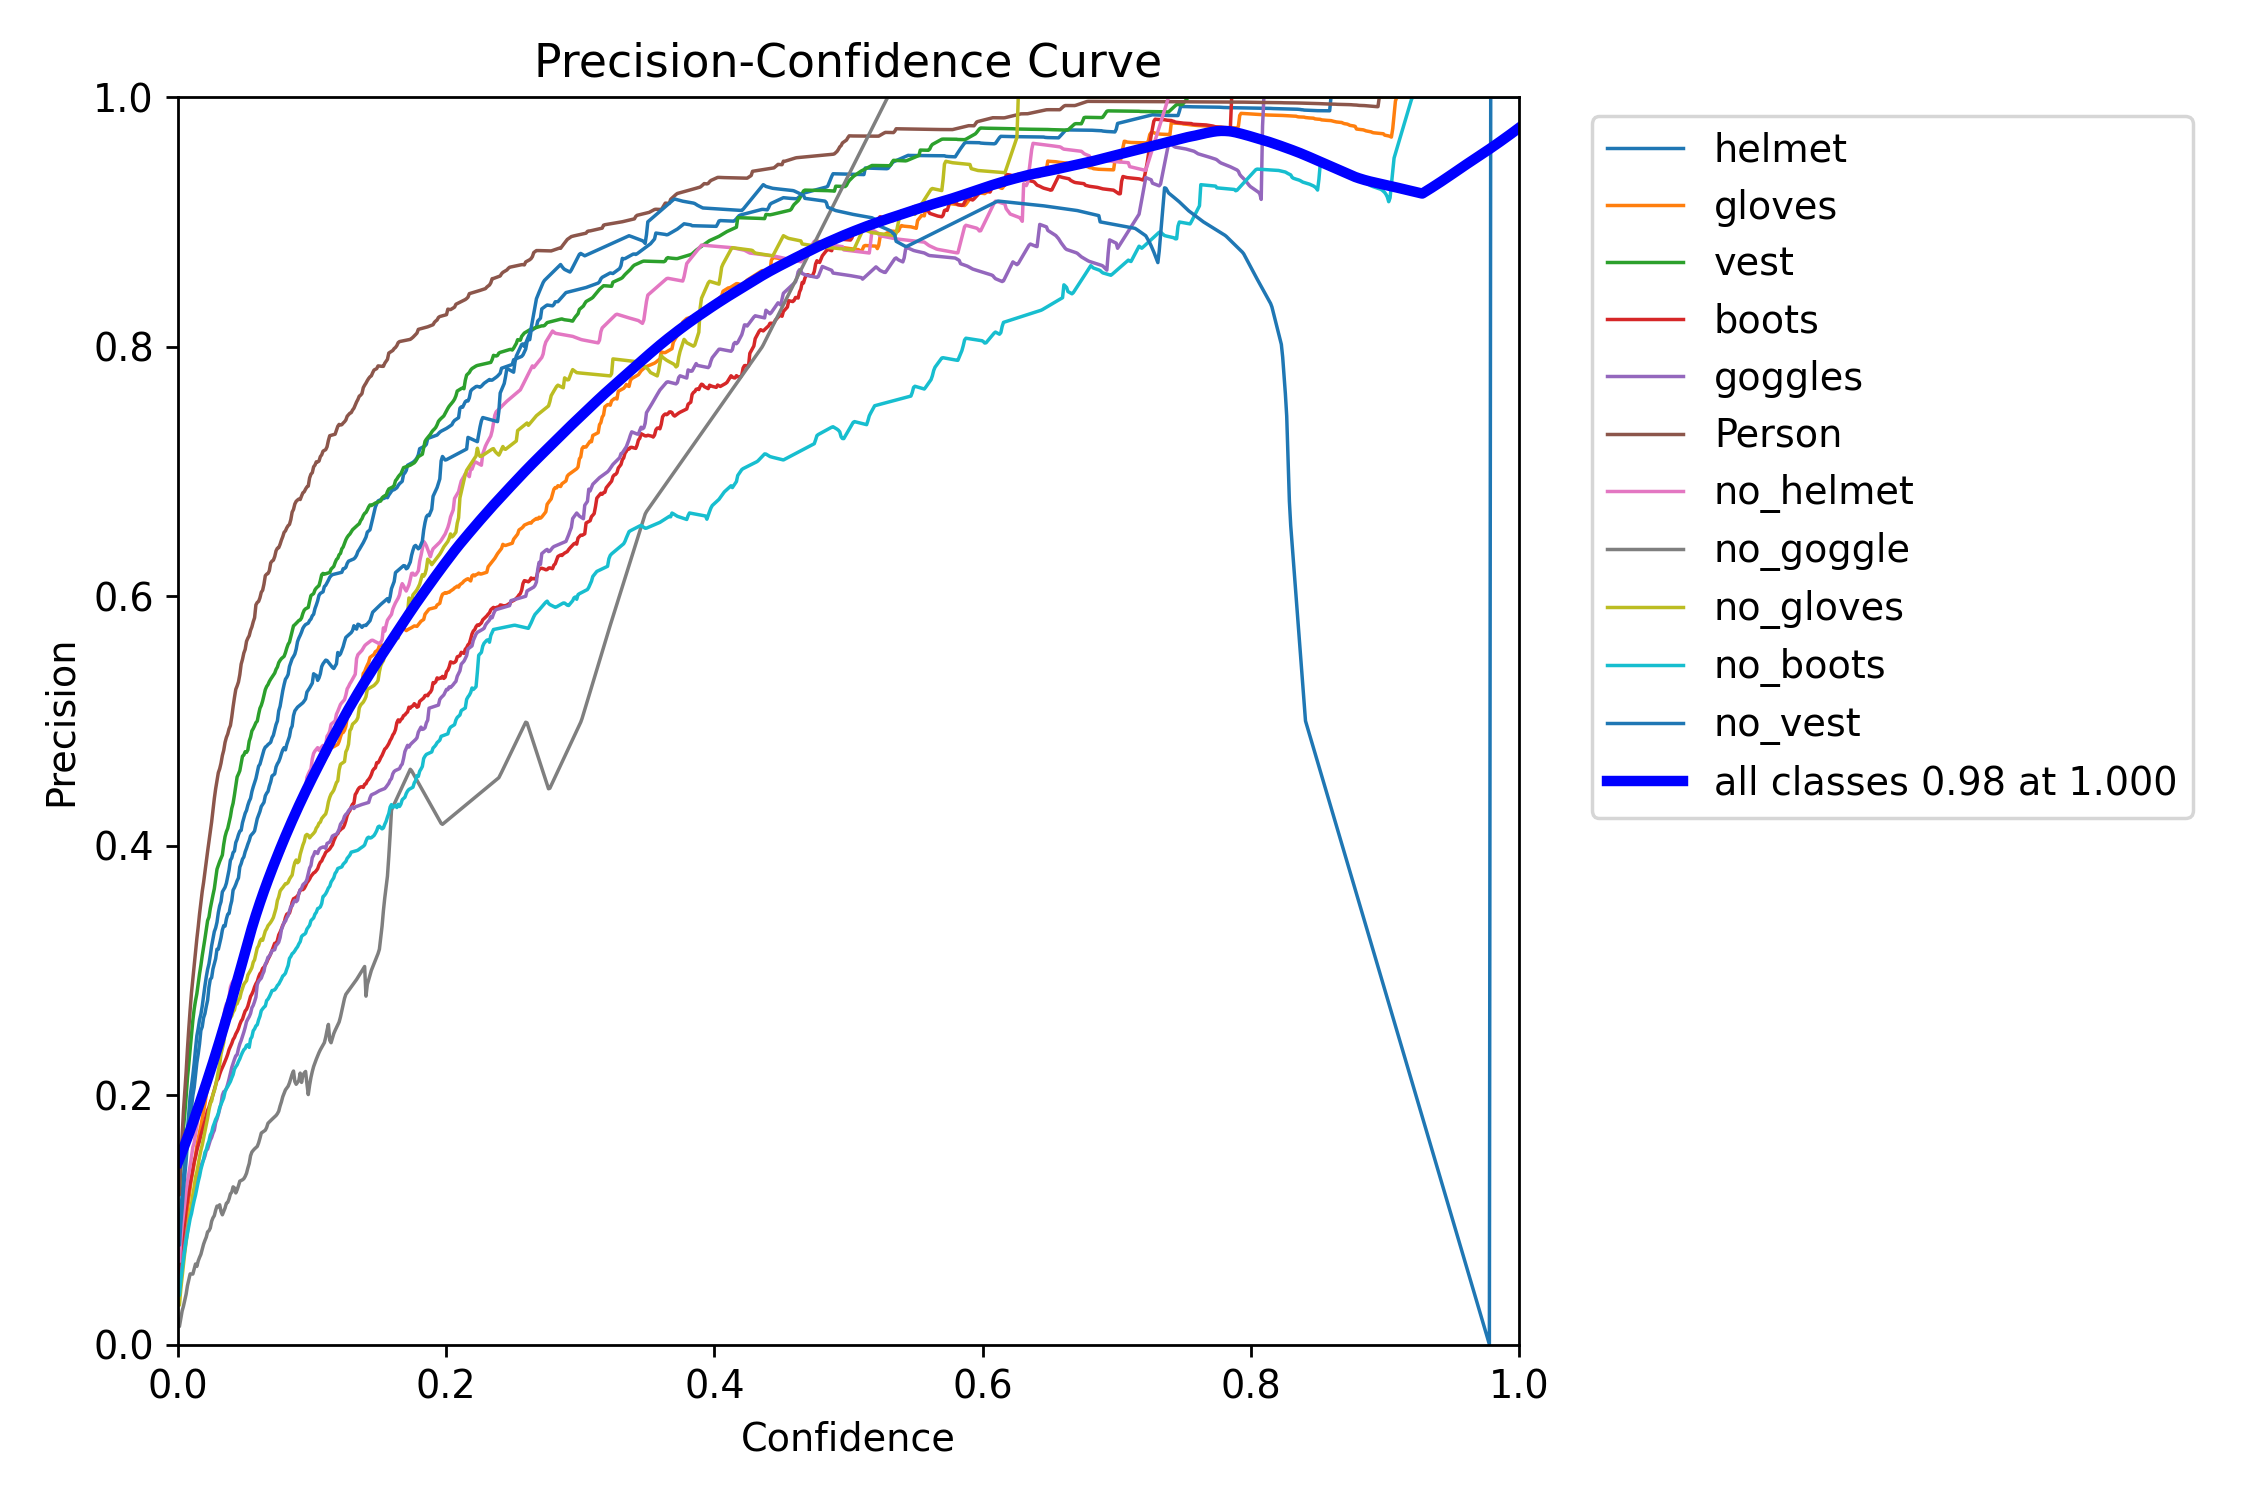 Precision-Confidence Curve
1.0
0.8
0.6
0.4
0.2
0.0
Precision
0.0 0.2 0.4 0.6 0.8 1.0
Confidence
helmet
gloves
vest
boots
goggles
Person
no_helmet
no_goggle
no_gloves
no_boots
no_vest
all classes 0.98 at 1.000